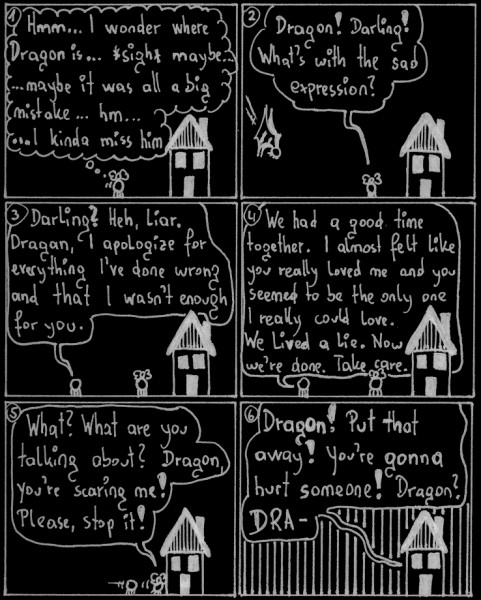 1
Hmm... I wonder where
Dragon is... *sigh* maybe...
...maybe it was all a big
mistake... hm...
...I kinda miss him
2
Dragon! Darling!
What's with the sad
expression?
3
Darling? Heh, Liar.
Dragan, I apologize for
everything I've done wrong
and that I wasn't enough
for you.
4
We had a good time
together. I almost felt like
you really loved me and you
seemed to be the only one
I really could love.
We Lived a Lie. Now
we're done. Take care.
5
What? What are you
talking about? Dragon,
you're scaring me!
Please, stop it!
6
Dragon! Put that
away! You're gonna
hurt someone! Dragon?
DRA-